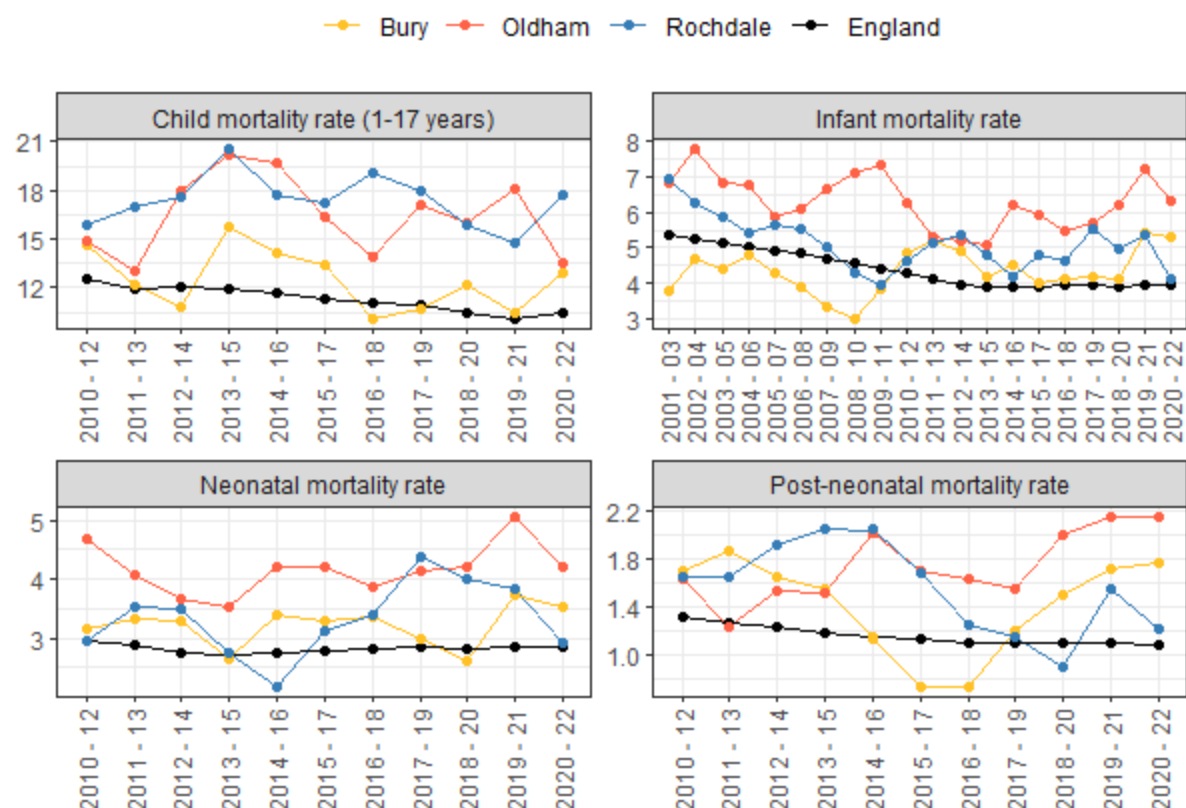 Bury Oldham Rochdale England
Child mortality rate (1-17 years)
21
18
15
12
2010 - 12
2011 - 13
2012 - 14
2013 - 15
2014 - 16
2015 - 17
2016 - 18
2017 - 19
2018 - 20
2019 - 21
2020 - 22
Infant mortality rate
8
7
6
5
4
3
2001 - 03
2002 - 04
2003 - 05
2004 - 06
2005 - 07
2006 - 08
2007 - 09
2008 - 10
2009 - 11
2010 - 12
2011 - 13
2012 - 14
2013 - 15
2014 - 16
2015 - 17
2016 - 18
2017 - 19
2018 - 20
2019 - 21
2020 - 22
Neonatal mortality rate
5
4
3
2010 - 12
2011 - 13
2012 - 14
2013 - 15
2014 - 16
2015 - 17
2016 - 18
2017 - 19
2018 - 20
2019 - 21
2020 - 22
Post-neonatal mortality rate
2.2
1.8
1.4
1.0
2010 - 12
2011 - 13
2012 - 14
2013 - 15
2014 - 16
2015 - 17
2016 - 18
2017 - 19
2018 - 20
2019 - 21
2020 - 22